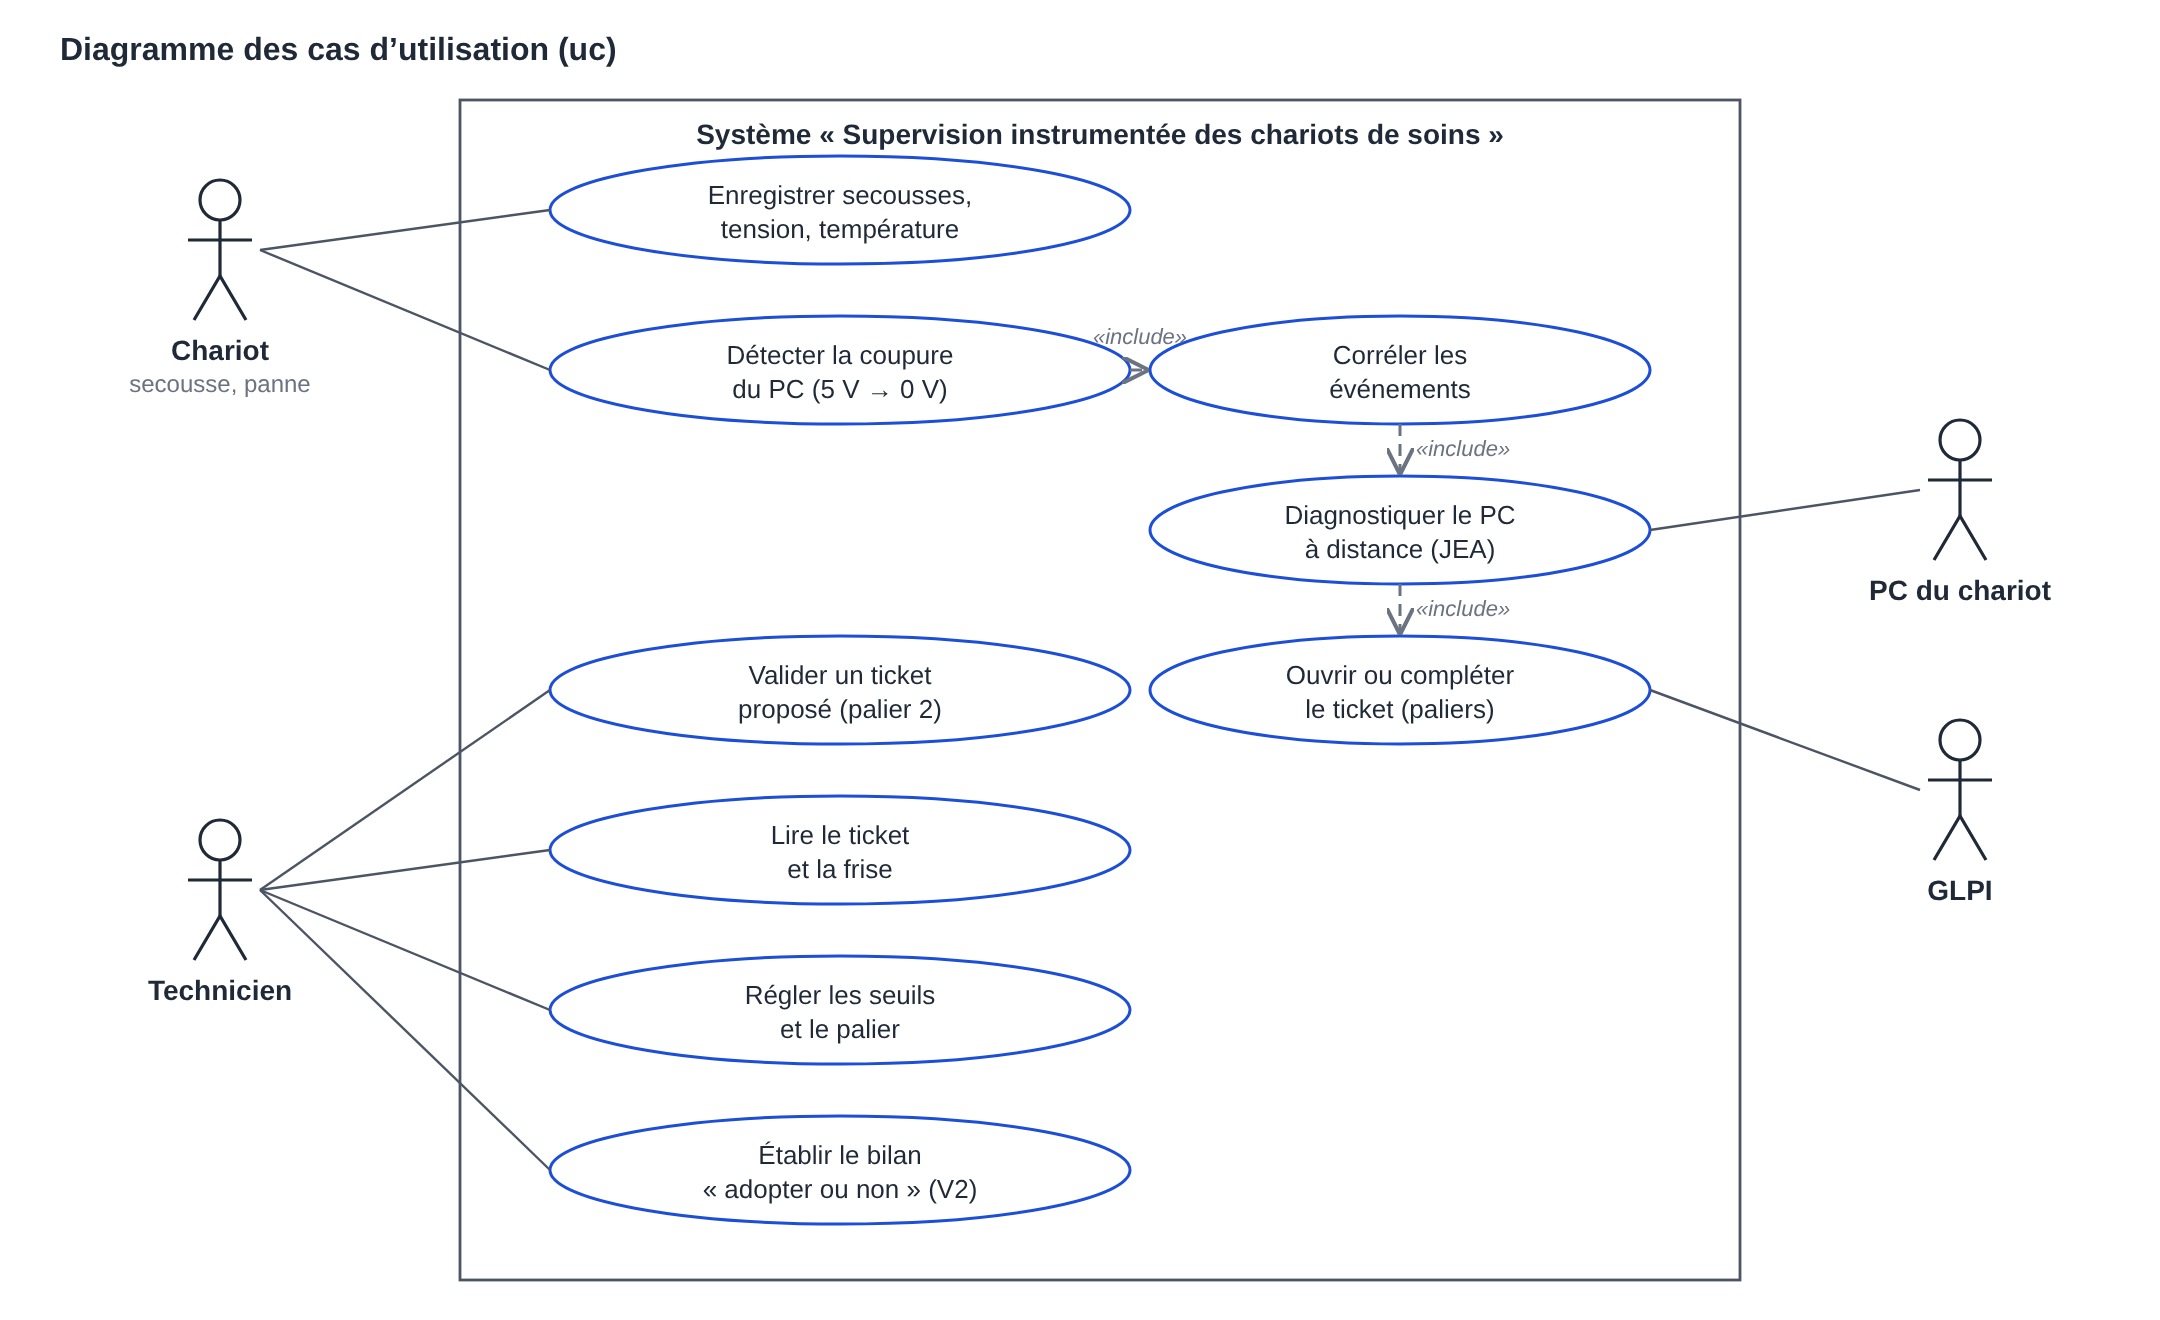 Diagramme des cas d’utilisation (uc)
Système « Supervision instrumentée des chariots de soins »
Enregistrer secousses,
tension, température
Chariot
secousse, panne
Détecter la coupure
du PC (5 V → 0 V)
«include»
Corréler les
événements
«include»
Diagnostiquer le PC
à distance (JEA)
PC du chariot
«include»
Valider un ticket
proposé (palier 2)
Ouvrir ou compléter
le ticket (paliers)
GLPI
Lire le ticket
et la frise
Technicien
Régler les seuils
et le palier
Établir le bilan
« adopter ou non » (V2)